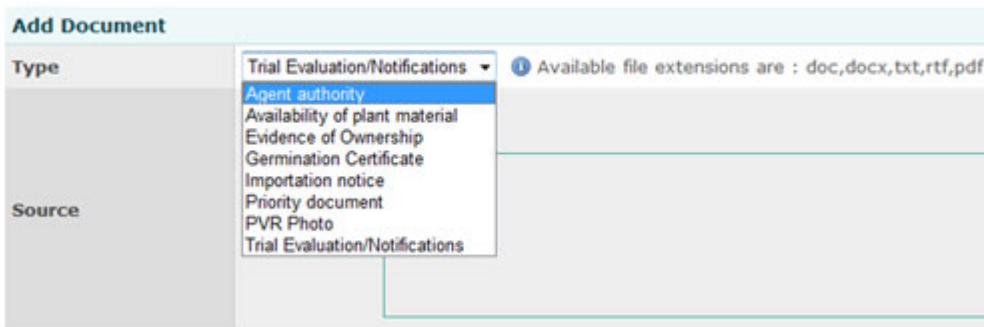 Add Document
Type
Trial Evaluation/Notifications
Available file extensions are : doc,docx,txt,rtf,pdf
Agent authority
Availability of plant material
Evidence of Ownership
Germination Certificate
Importation notice
Priority document
PVR Photo
Trial Evaluation/Notifications
Source